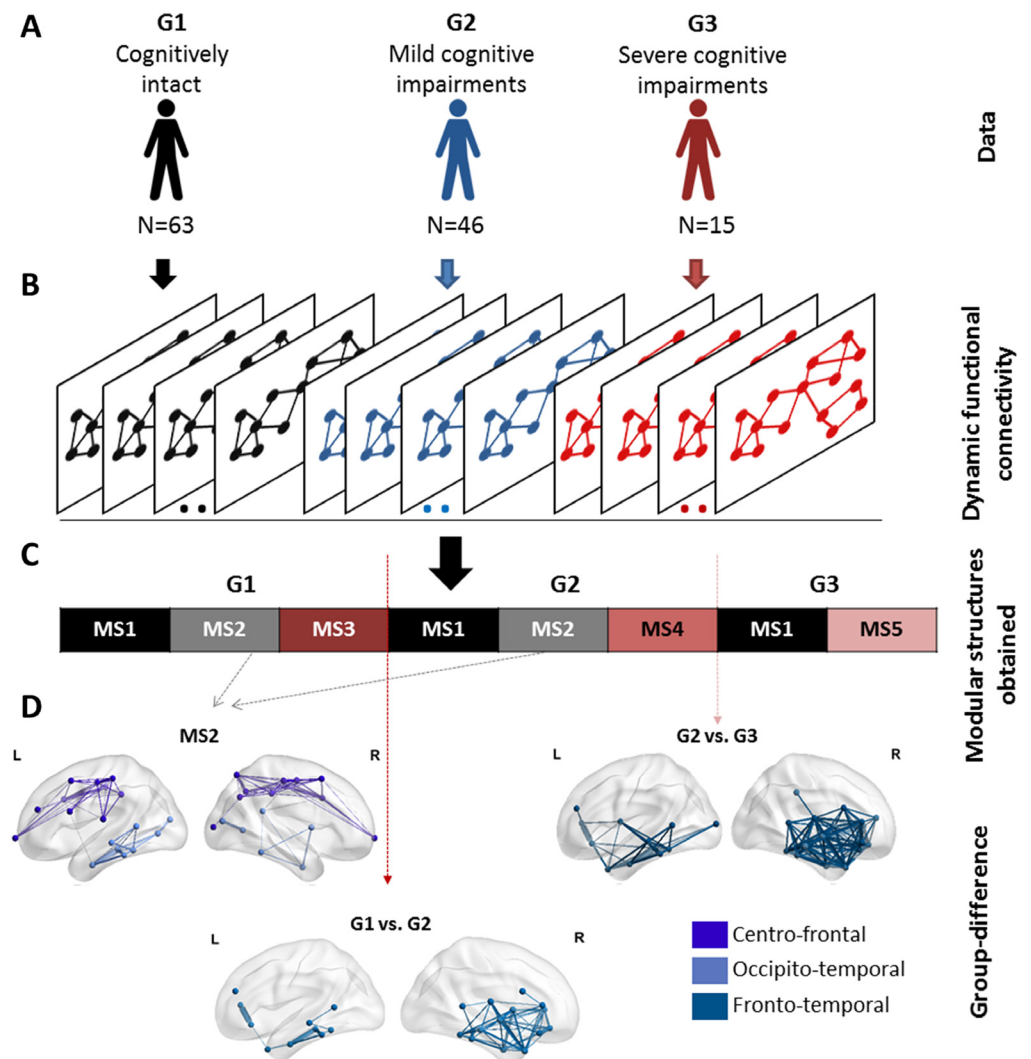 A
G1
Cognitively
intact
N=63
G2
Mild cognitive
impairments
N=46
G3
Severe cognitive
impairments
N=15
Data
B
Dynamic functional
connectivity
C
G1
G2
G3
MS1 MS2 MS3 MS1 MS2 MS4 MS1 MS5
Modular structures
obtained
D
MS2
L
R
G2 vs. G3
L
R
G1 vs. G2
L
R
Centro-frontal
Occipito-temporal
Fronto-temporal
Group-difference